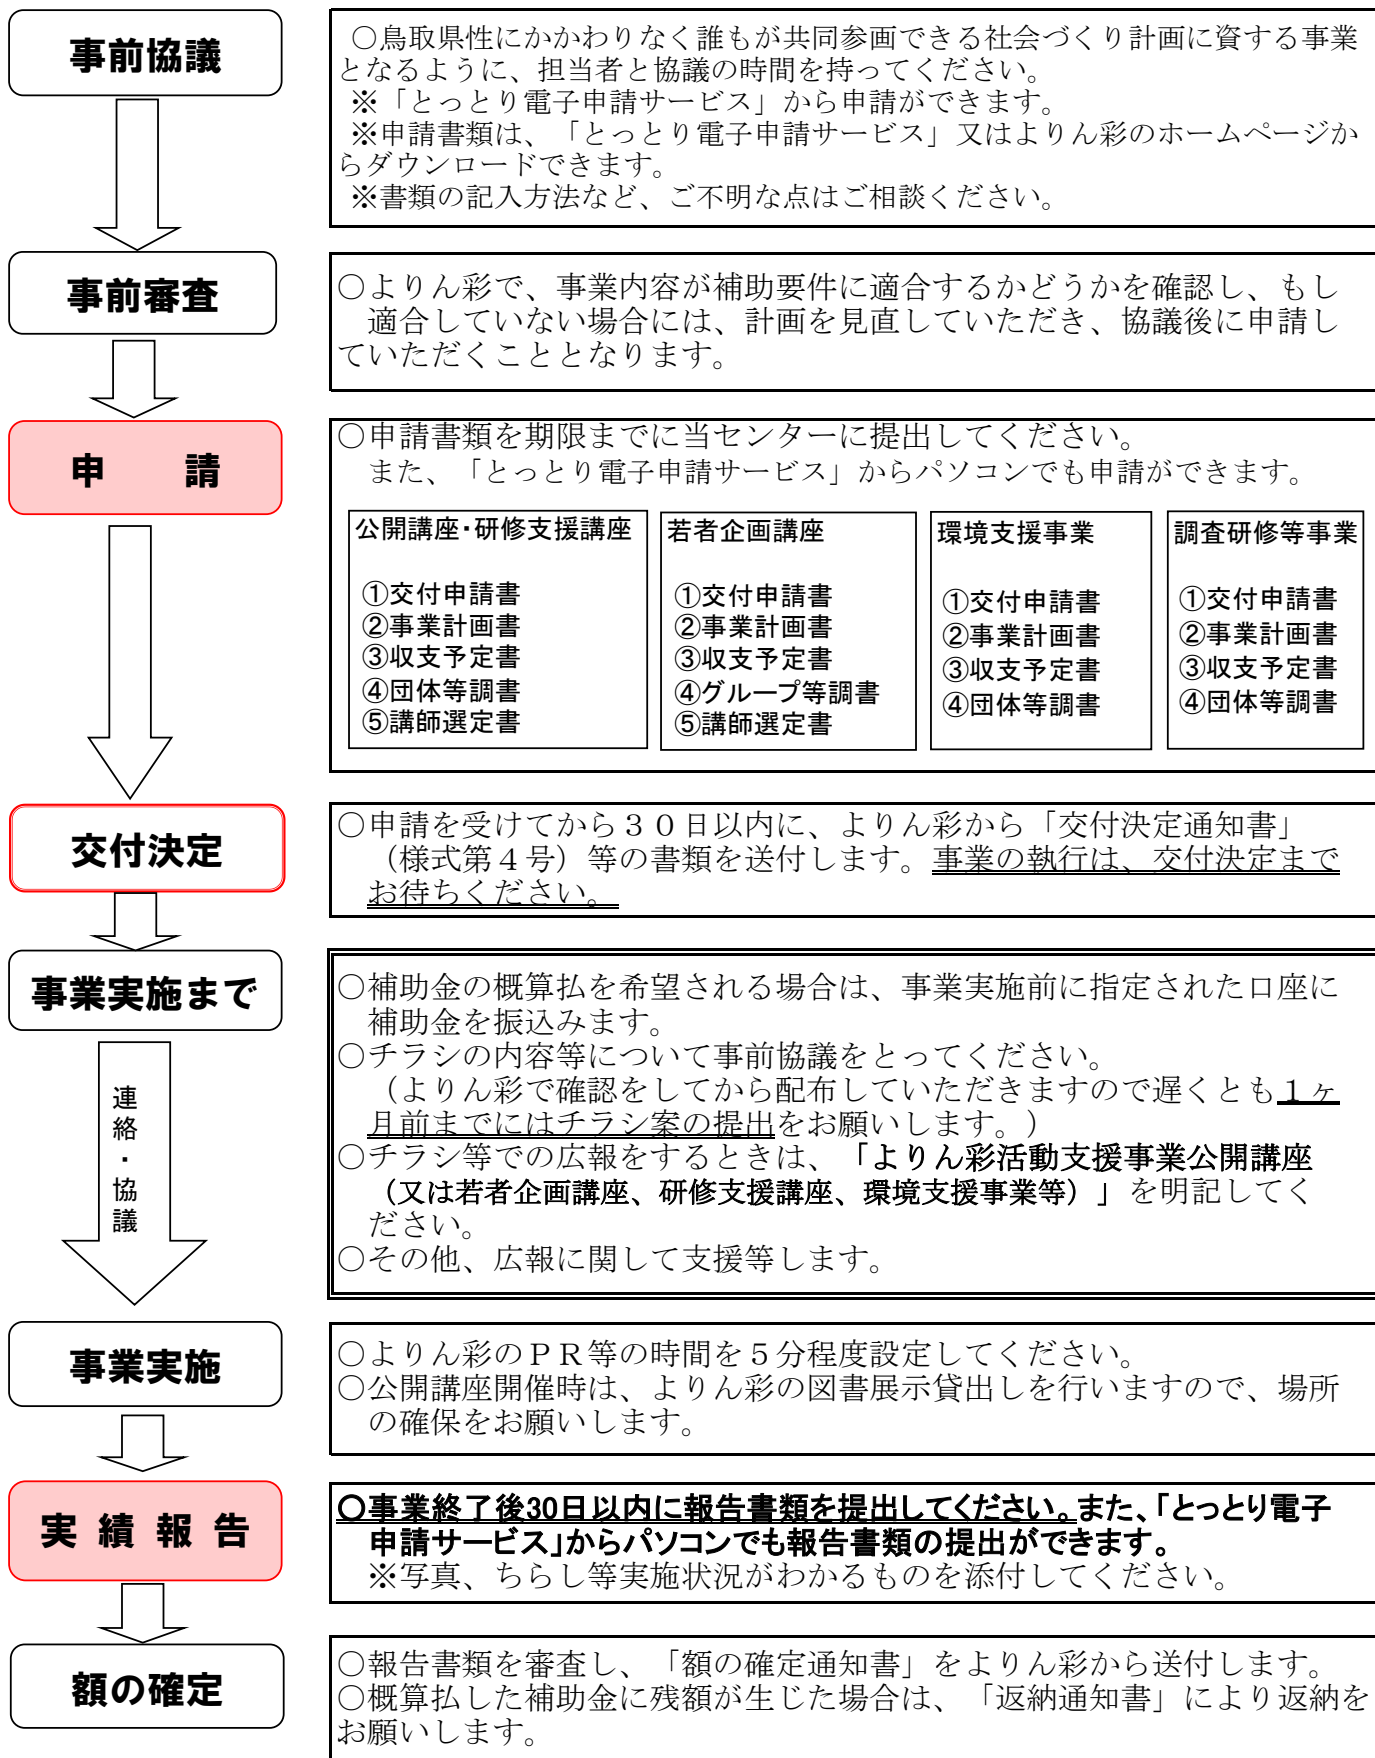 事前協議
○鳥取県性にかかわりなく誰もが共同参画できる社会づくり計画に資する事業
となるように、担当者と協議の時間を持ってください。
※「とっとり電子申請サービス」から申請ができます。
※申請書類は、「とっとり電子申請サービス」又はよりん彩のホームページか
らダウンロードできます。
※書類の記入方法など、ご不明な点はご相談ください。
事前審査
○よりん彩で、事業内容が補助要件に適合するかどうかを確認し、もし
適合していない場合には、計画を見直していただき、協議後に申請し
ていただくこととなります。
申　請
○申請書類を期限までに当センターに提出してください。
また、「とっとり電子申請サービス」からパソコンでも申請ができます。
公開講座・研修支援講座
①交付申請書
②事業計画書
③収支予定書
④団体等調書
⑤講師選定書
若者企画講座
①交付申請書
②事業計画書
③収支予定書
④グループ等調書
⑤講師選定書
環境支援事業
①交付申請書
②事業計画書
③収支予定書
④団体等調書
調査研修等事業
①交付申請書
②事業計画書
③収支予定書
④団体等調書
交付決定
○申請を受けてから３０日以内に、よりん彩から「交付決定通知書」
（様式第４号）等の書類を送付します。事業の執行は、交付決定まで
お待ちください。
事業実施まで
連絡・協議
○補助金の概算払を希望される場合は、事業実施前に指定された口座に
補助金を振込みます。
○チラシの内容等について事前協議をとってください。
（よりん彩で確認をしてから配布していただきますので遅くとも１ヶ
月前までにはチラシ案の提出をお願いします。）
○チラシ等での広報をするときは、「よりん彩活動支援事業公開講座
（又は若者企画講座、研修支援講座、環境支援事業等）」を明記してく
ださい。
○その他、広報に関して支援等します。
事業実施
○よりん彩のＰＲ等の時間を５分程度設定してください。
○公開講座開催時は、よりん彩の図書展示貸出しを行いますので、場所
の確保をお願いします。
実 績 報 告
○事業終了後30日以内に報告書類を提出してください。また、「とっとり電子
申請サービス」からパソコンでも報告書類の提出ができます。
※写真、ちらし等実施状況がわかるものを添付してください。
額の確定
○報告書類を審査し、「額の確定通知書」をよりん彩から送付します。
○概算払した補助金に残額が生じた場合は、「返納通知書」により返納を
お願いします。